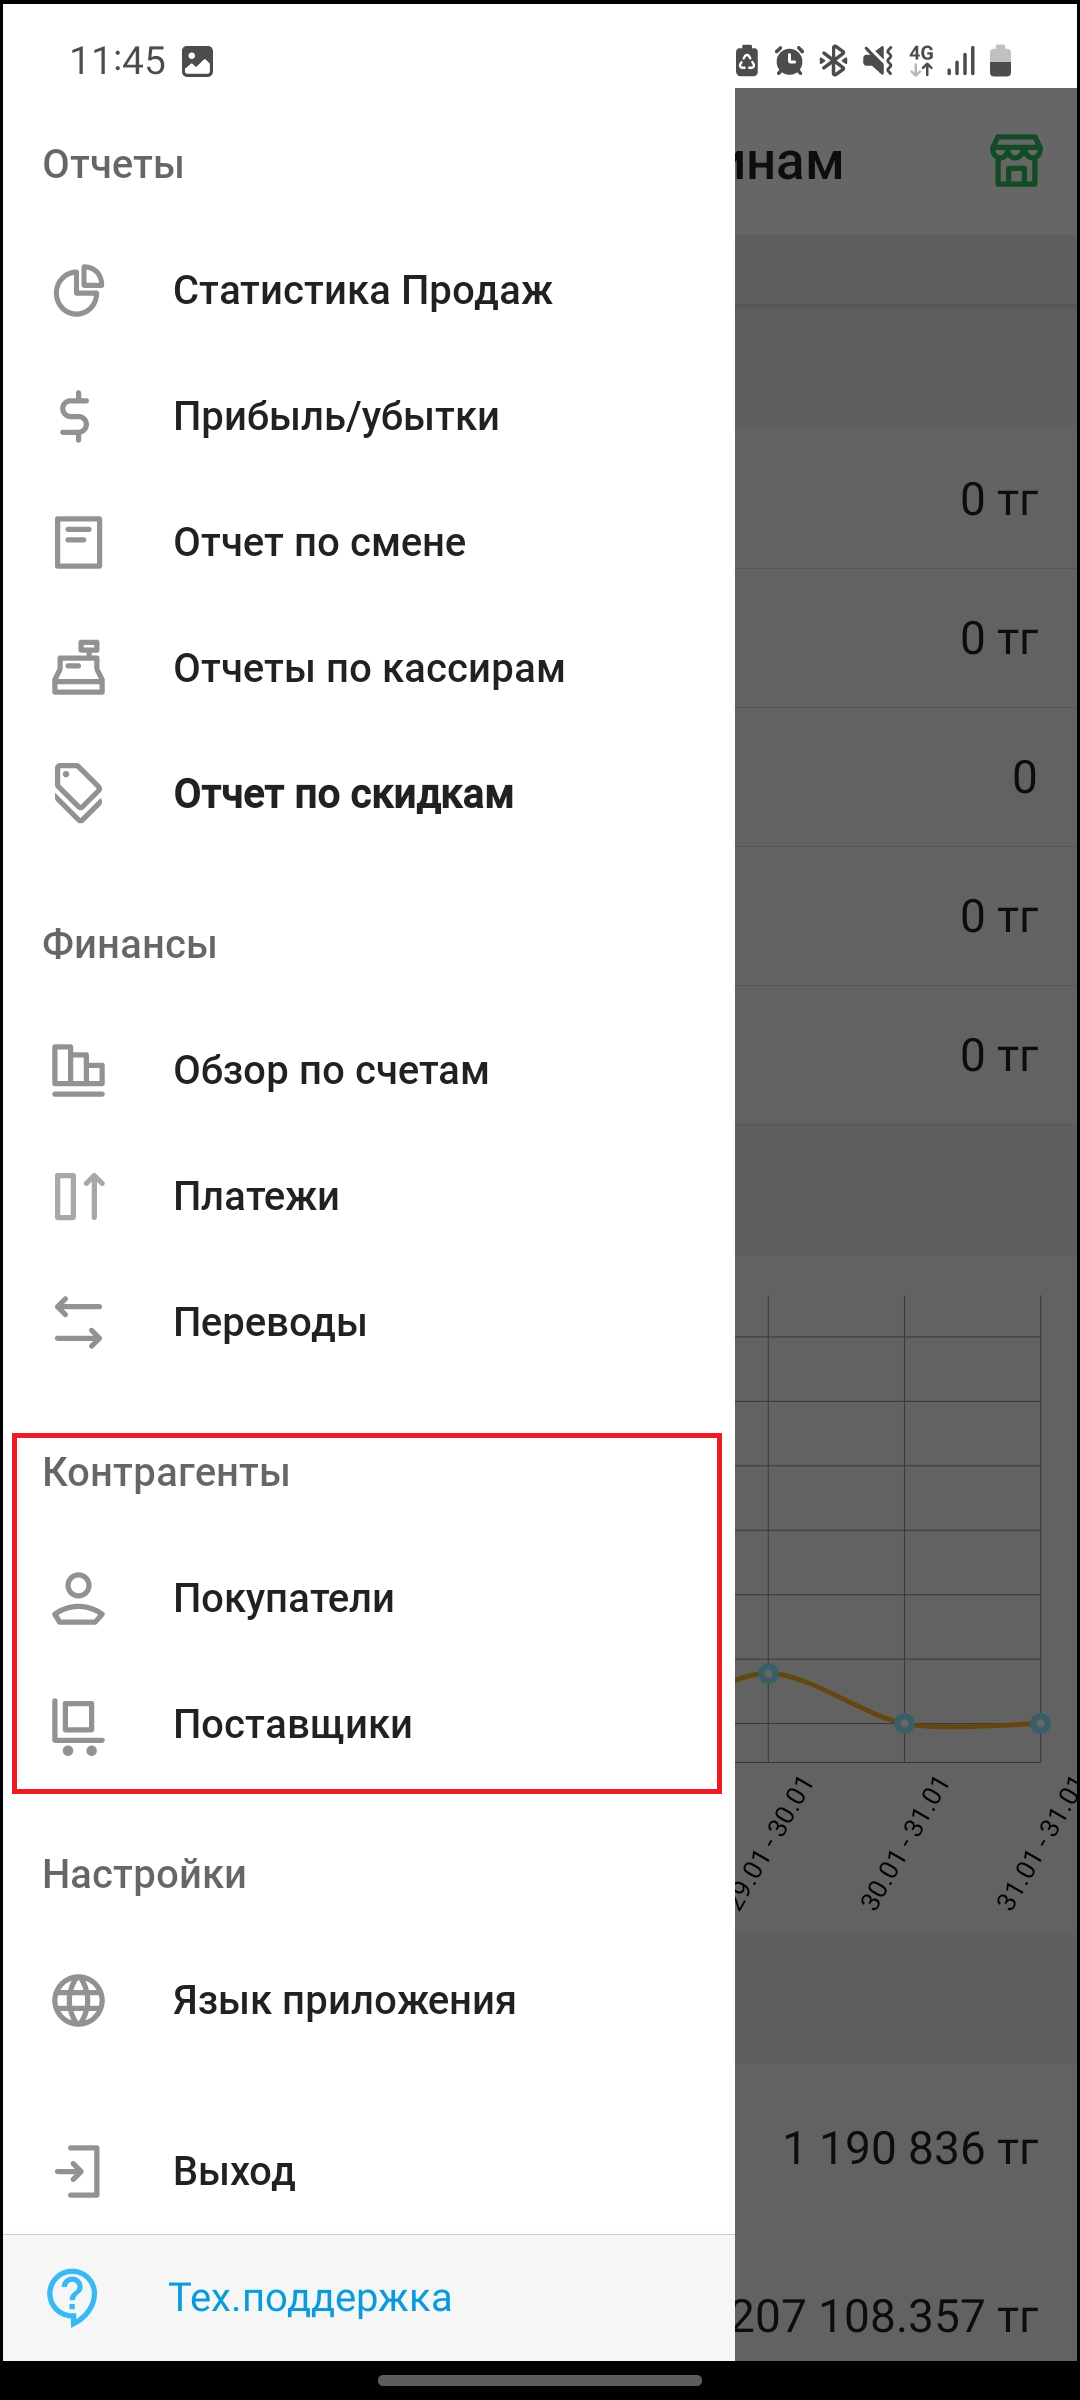 11:45
4G
Отчеты
Статистика Продаж
Прибыль/убытки
Отчет по смене
Отчеты по кассирам
Отчет по скидкам
Финансы
Обзор по счетам
Платежи
Переводы
Контрагенты
Покупатели
Поставщики
Настройки
Язык приложения
Выход
Тех.поддержка
инам
0 тг
0 тг
0
0 тг
0 тг
29.01 - 30.01
30.01 - 31.01
31.01 - 31.01
1 190 836 тг
207 108.357 тг